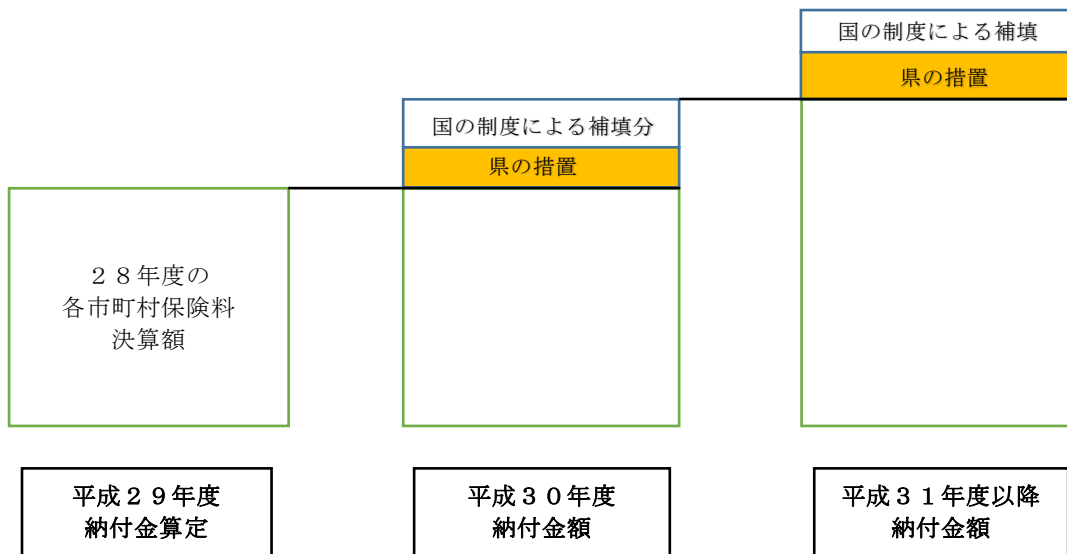 ２８年度の
各市町村保険料
決算額
平成２９年度
納付金算定
国の制度による補填分
県の措置
平成３０年度
納付金額
国の制度による補填
県の措置
平成３１年度以降
納付金額